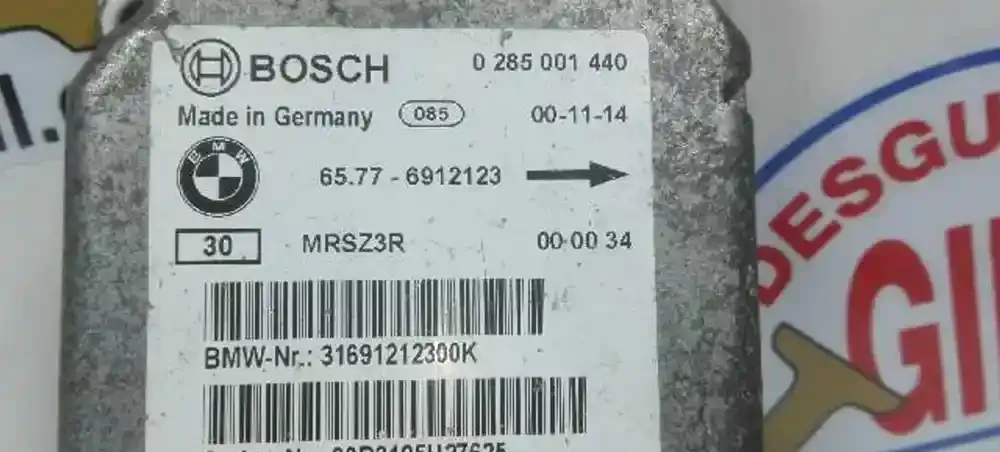 BOSCH 0 285 001 440
Made in Germany 085 00-11-14
BMW 65.77 - 6912123
30 MRSZ3R 00 00 34
BMW-Nr.: 31691212300K
DESGU
GI